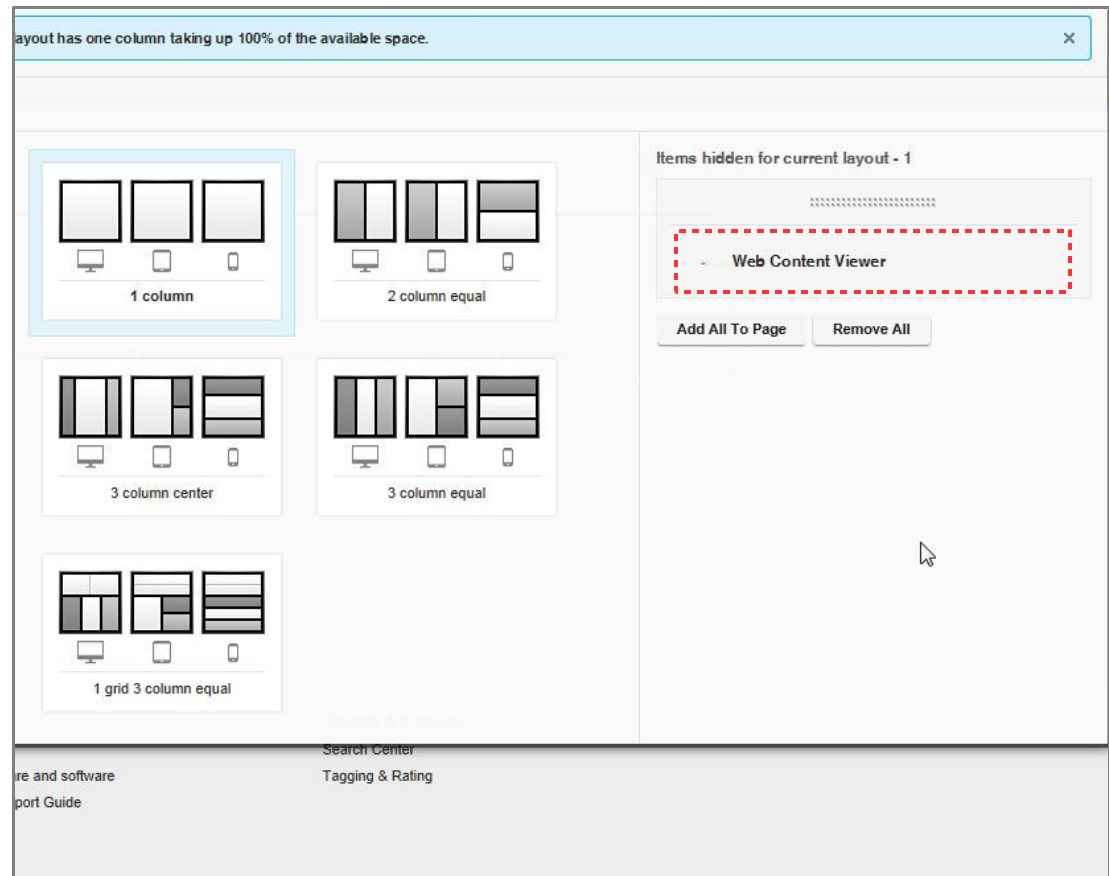 ayout has one column taking up 100% of the available space.
Items hidden for current layout - 1
Web Content Viewer
Add All To Page Remove All
1 column
2 column equal
3 column center
3 column equal
1 grid 3 column equal
Search Center
re and software
Tagging & Rating
port Guide